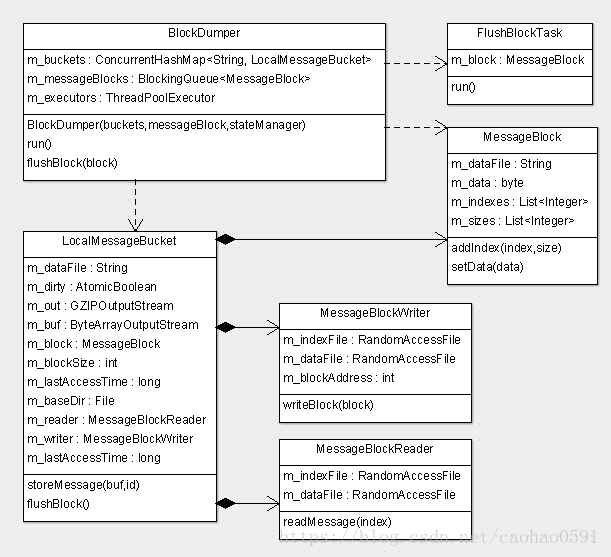 BlockDumper
m_buckets : ConcurrentHashMap<String, LocalMessageBucket>
m_messageBlocks : BlockingQueue<MessageBlock>
m_executors : ThreadPoolExecutor
BlockDumper(buckets,messageBlock,stateManager)
run()
flushBlock(block)
FlushBlockTask
m_block : MessageBlock
run()
MessageBlock
m_dataFile : String
m_data : byte
m_indexes : List<Integer>
m_sizes : List<Integer>
addIndex(index,size)
setData(data)
LocalMessageBucket
m_dataFile : String
m_dirty : AtomicBoolean
m_out : GZIPOutputStream
m_buf : ByteArrayOutputStream
m_block : MessageBlock
m_blockSize : int
m_lastAccessTime : long
m_baseDir : File
m_reader : MessageBlockReader
m_writer : MessageBlockWriter
m_lastAccessTime : long
storeMessage(buf,id)
flushBlock()
MessageBlockWriter
m_indexFile : RandomAccessFile
m_dataFile : RandomAccessFile
m_blockAddress : int
writeBlock(block)
MessageBlockReader
m_indexFile : RandomAccessFile
m_dataFile : RandomAccessFile
readMessage(index)
https://blog.csdn.net/caohao0591